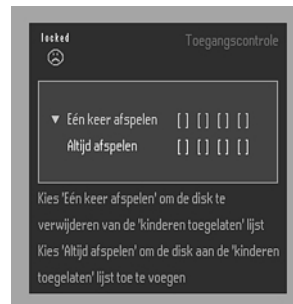 locked
Toegangscontrole
▼ Eén keer afspelen [ ] [ ] [ ] [ ]
Altijd afspelen [ ] [ ] [ ] [ ]
Kies 'Eén keer afspelen' om de disk te
verwijderen van de 'kinderen toegelaten' lijst
Kies 'Altijd afspelen' om de disk aan de 'kinderen
toegelaten' lijst toe te voegen